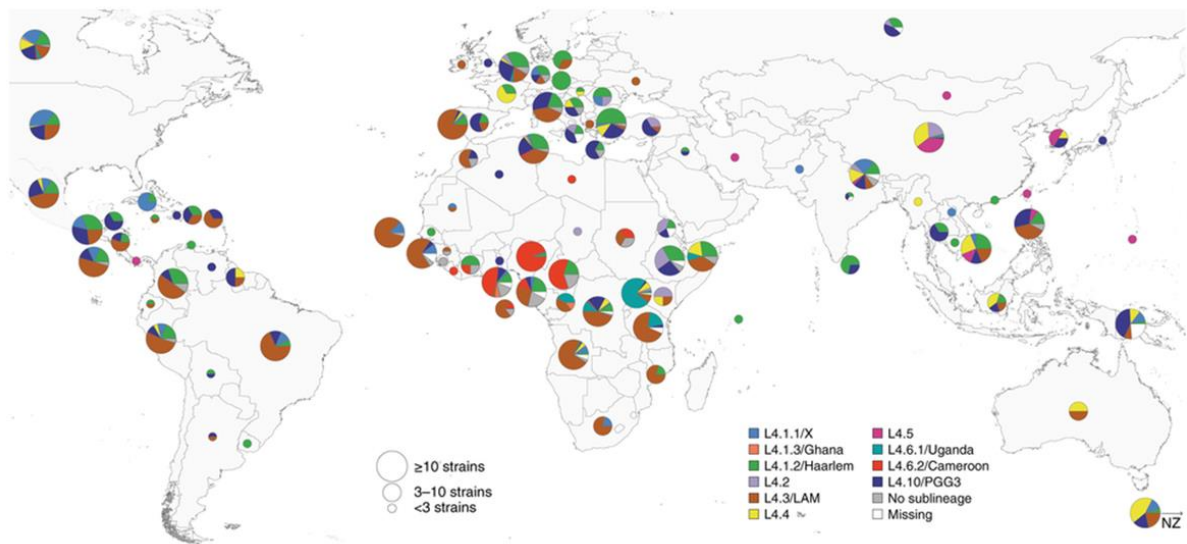 ≥10 strains
3–10 strains
<3 strains
L4.1.1/X
L4.1.3/Ghana
L4.1.2/Haarlem
L4.2
L4.3/LAM
L4.4
L4.5
L4.6.1/Uganda
L4.6.2/Cameroon
L4.10/PGG3
No sublineage
Missing
NZ